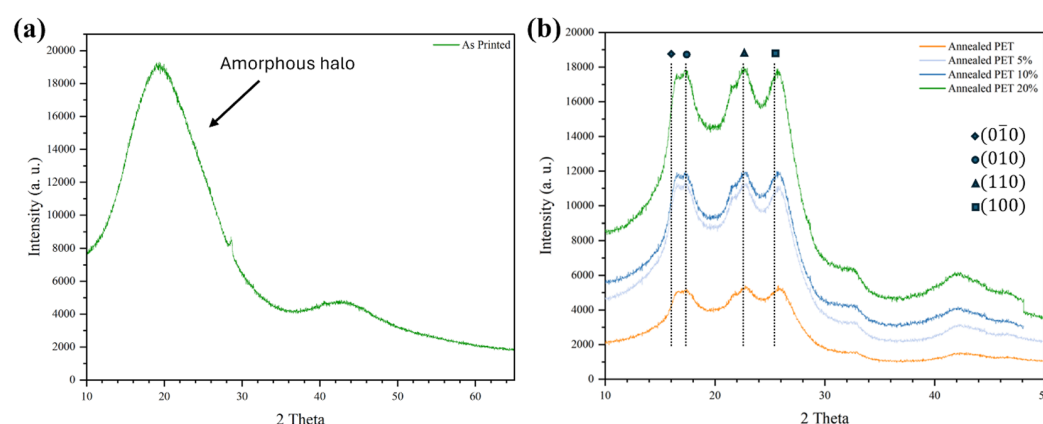 (a)
20000
18000
16000
14000
12000
10000
8000
6000
4000
2000
0
Intensity (a. u.)
As Printed
Amorphous halo
10 20 30 40 50 60
2 Theta
(b)
20000
18000
16000
14000
12000
10000
8000
6000
4000
2000
0
Intensity (a. u.)
Annealed PET
Annealed PET 5%
Annealed PET 10%
Annealed PET 20%
(01̅0)
(010)
(110)
(100)
10 20 30 40 50
2 Theta